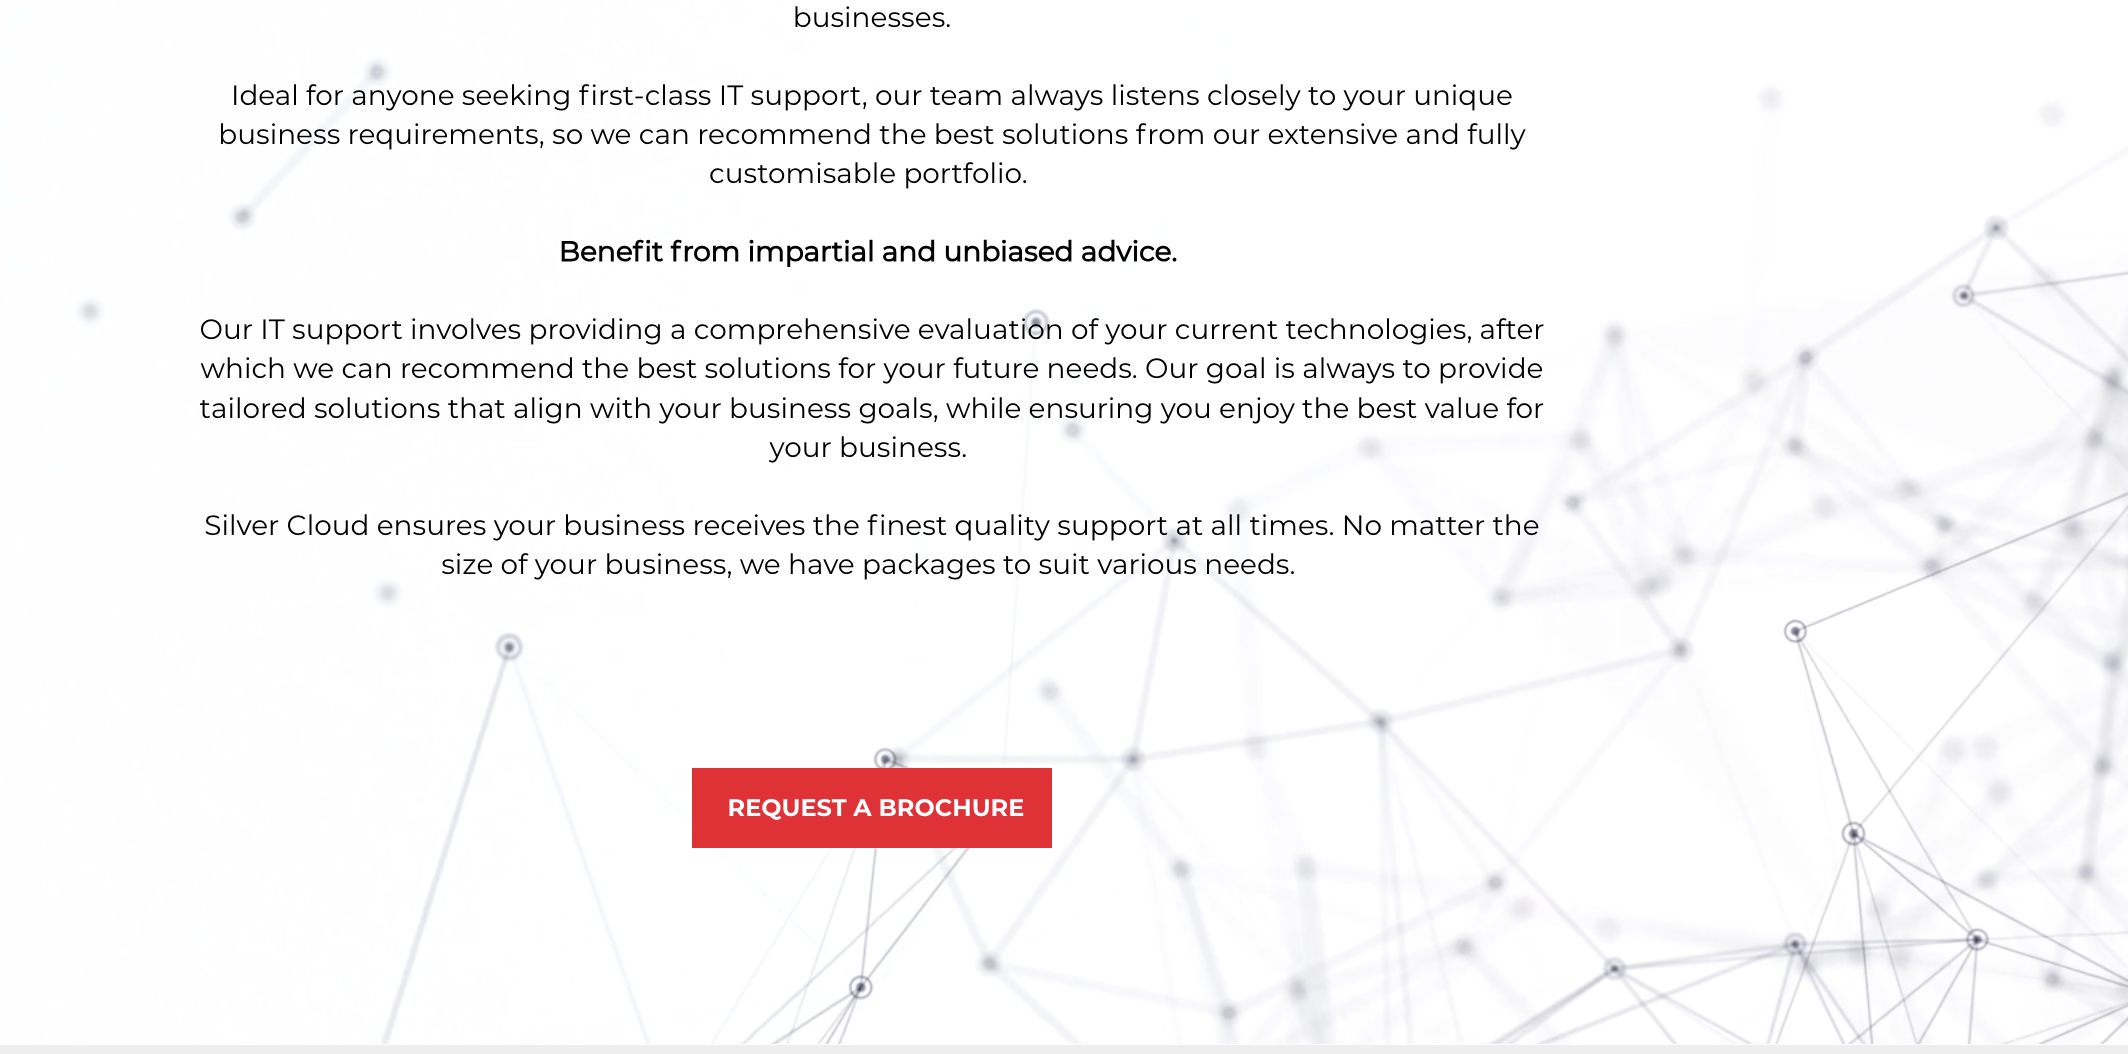 businesses.
Ideal for anyone seeking first-class IT support, our team always listens closely to your unique
business requirements, so we can recommend the best solutions from our extensive and fully
customisable portfolio.
Benefit from impartial and unbiased advice.
Our IT support involves providing a comprehensive evaluation of your current technologies, after
which we can recommend the best solutions for your future needs. Our goal is always to provide
tailored solutions that align with your business goals, while ensuring you enjoy the best value for
your business.
Silver Cloud ensures your business receives the finest quality support at all times. No matter the
size of your business, we have packages to suit various needs.
REQUEST A BROCHURE